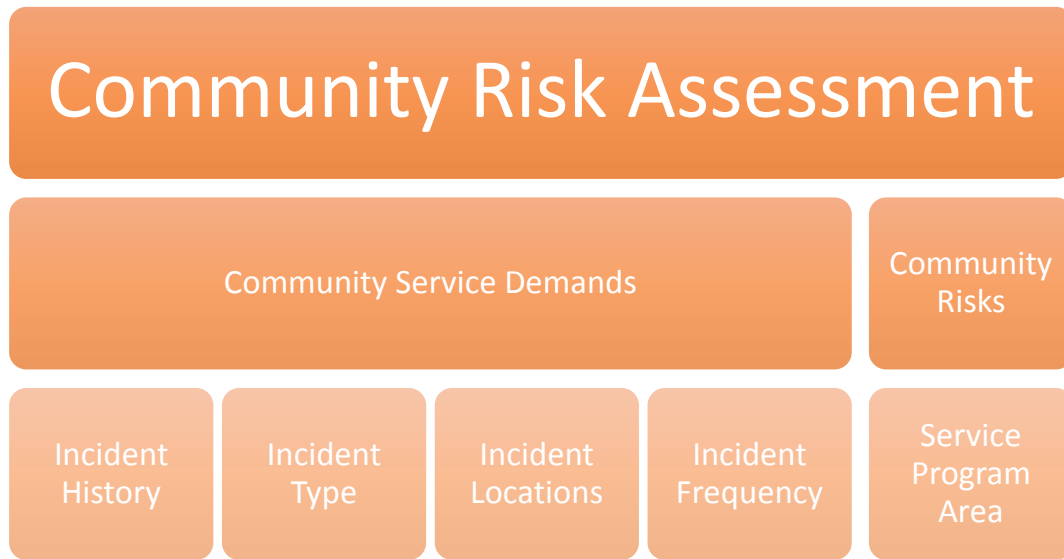 Community Risk Assessment
Community Service Demands
Community
Risks
Incident
History
Incident
Type
Incident
Locations
Incident
Frequency
Service
Program
Area